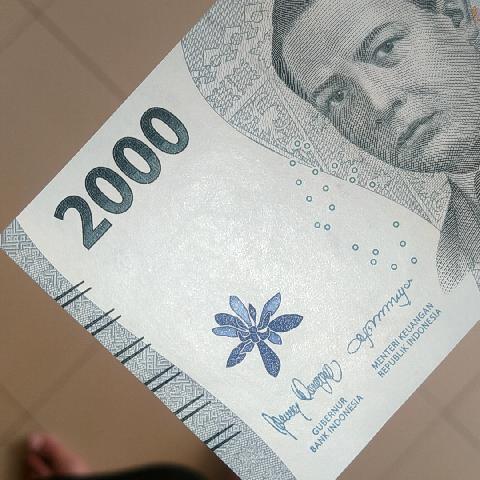 2000
MENTERI KEUANGAN
REPUBLIK INDONESIA
GUBERNUR
BANK INDONESIA